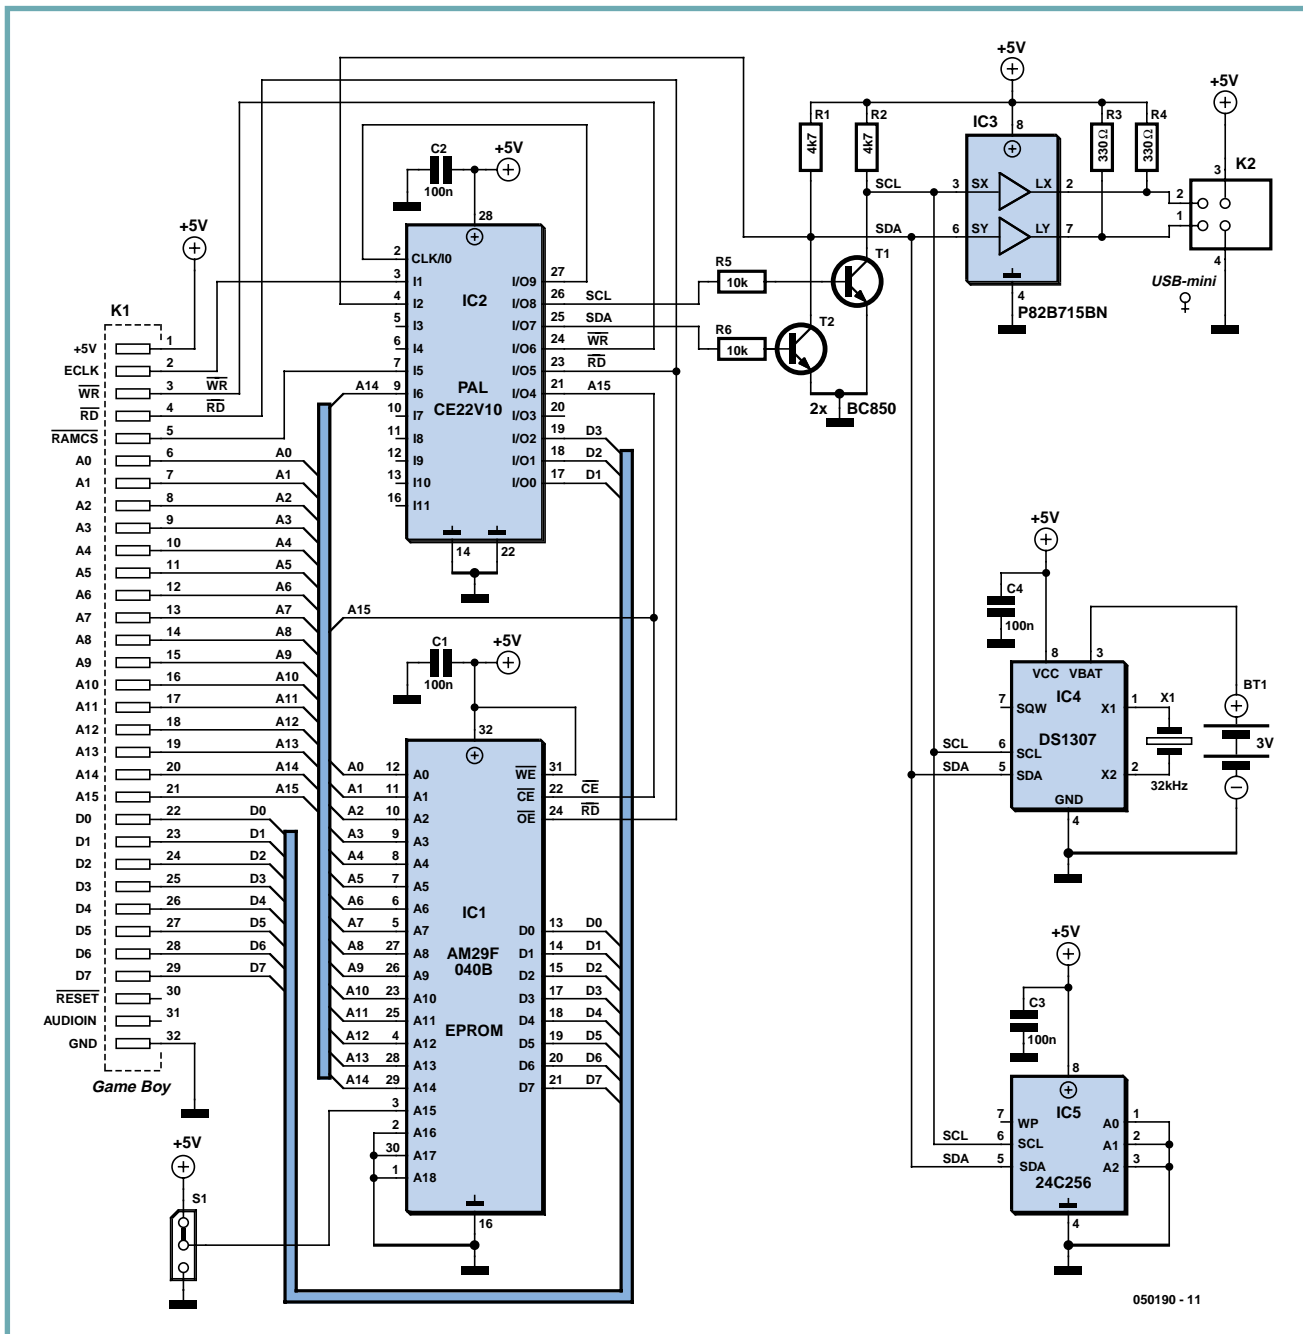 +5V
+5V
R1
4k7
R2
4k7
IC3
8
SX
LX
SY
LY
3
6
2
7
4
P82B715BN
R3
330Ω
R4
330Ω
K2
3
2
1
4
USB-mini
SCL
SDA
C2
100n
+5V
28
2
CLK/I0
3
I1
4
I2
5
I3
6
I4
7
I5
A14
9
I6
10
I7
11
I8
12
I9
13
I10
16
I11
IC2
PAL
CE22V10
I/O9
27
I/O8
26
SCL
I/O7
25
SDA
I/O6
24
WR
I/O5
23
RD
I/O4
21
A15
I/O3
20
I/O2
19
D3
I/O1
18
D2
I/O0
17
D1
14
22
R5
10k
R6
10k
T1
T2
2x
BC850
+5V
K1
+5V
1
ECLK
2
WR
3
WR
RD
4
RD
RAMCS
5
A0
6
A0
A1
7
A1
A2
8
A2
A3
9
A3
A4
10
A4
A5
11
A5
A6
12
A6
A7
13
A7
A8
14
A8
A9
15
A9
A10
16
A10
A11
17
A11
A12
18
A12
A13
19
A13
A14
20
A14
A15
21
A15
D0
22
D0
D1
23
D1
D2
24
D2
D3
25
D3
D4
26
D4
D5
27
D5
D6
28
D6
D7
29
D7
RESET
30
AUDIOIN
31
GND
32
Game Boy
+5V
S1
A15
C1
100n
+5V
32
A0
12
A0
A1
11
A1
A2
10
A2
A3
9
A3
A4
8
A4
A5
7
A5
A6
6
A6
A7
5
A7
A8
27
A8
A9
26
A9
A10
23
A10
A11
25
A11
A12
4
A12
A13
28
A13
A14
29
A14
3
A15
2
A16
30
A17
1
A18
IC1
AM29F
040B
EPROM
WE
31
CE
22
CE
OE
24
RD
D0
13
D0
D1
14
D1
D2
15
D2
D3
17
D3
D4
18
D4
D5
19
D5
D6
20
D6
D7
21
D7
16
+5V
C4
100n
8
3
VCC
VBAT
IC4
DS1307
7
SQW
SCL
6
SCL
SDA
5
SDA
X1
1
X2
2
GND
4
X1
32kHz
BT1
3V
+5V
C3
100n
8
IC5
7
WP
SCL
6
SCL
SDA
5
SDA
A0
1
A1
2
A2
3
24C256
4
050190 - 11